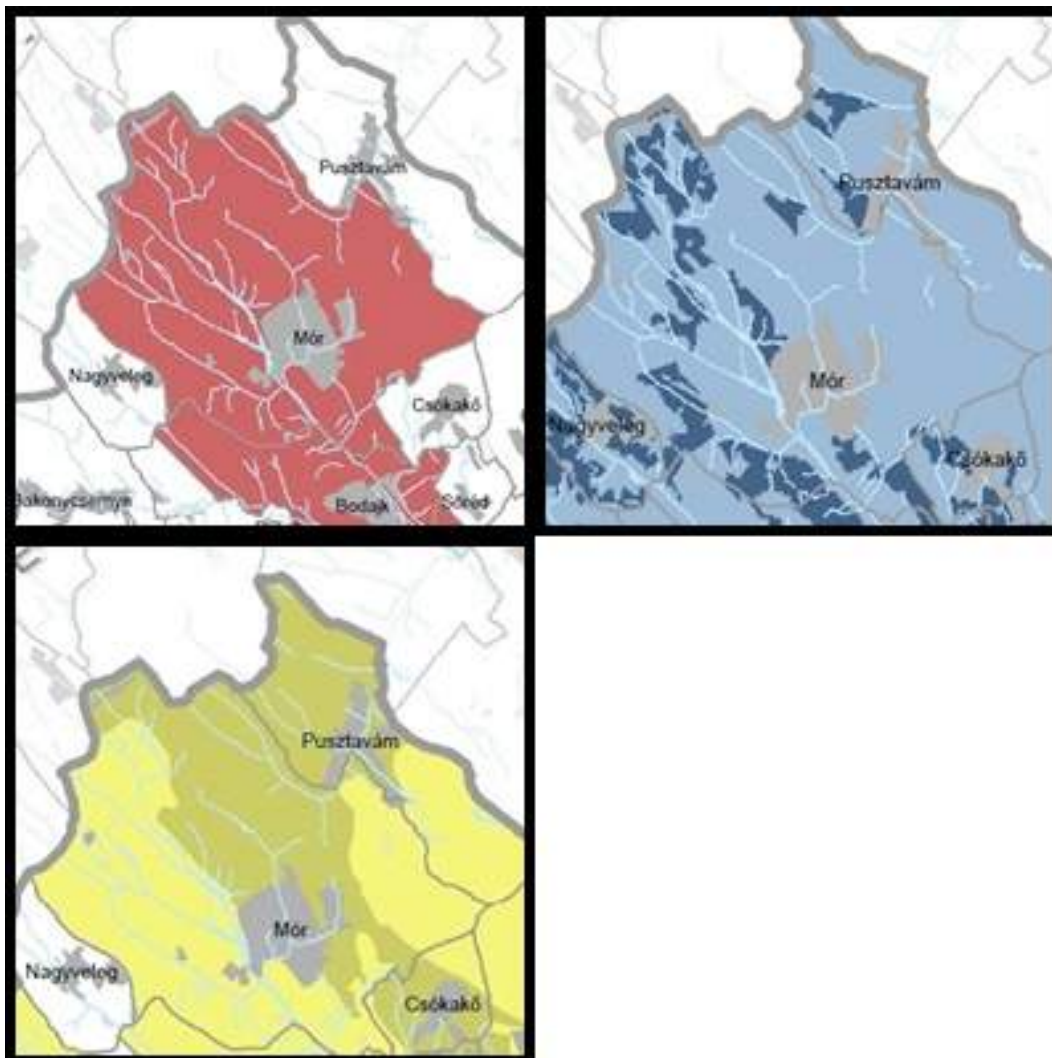 Pusztavám
Mór
Nagyveleg
Csókakő
Bakonycsernye
Bodajk
Söréd
Pusztavám
Mór
Nagyveleg
Csókakő
Pusztavám
Mór
Nagyveleg
Csókakő